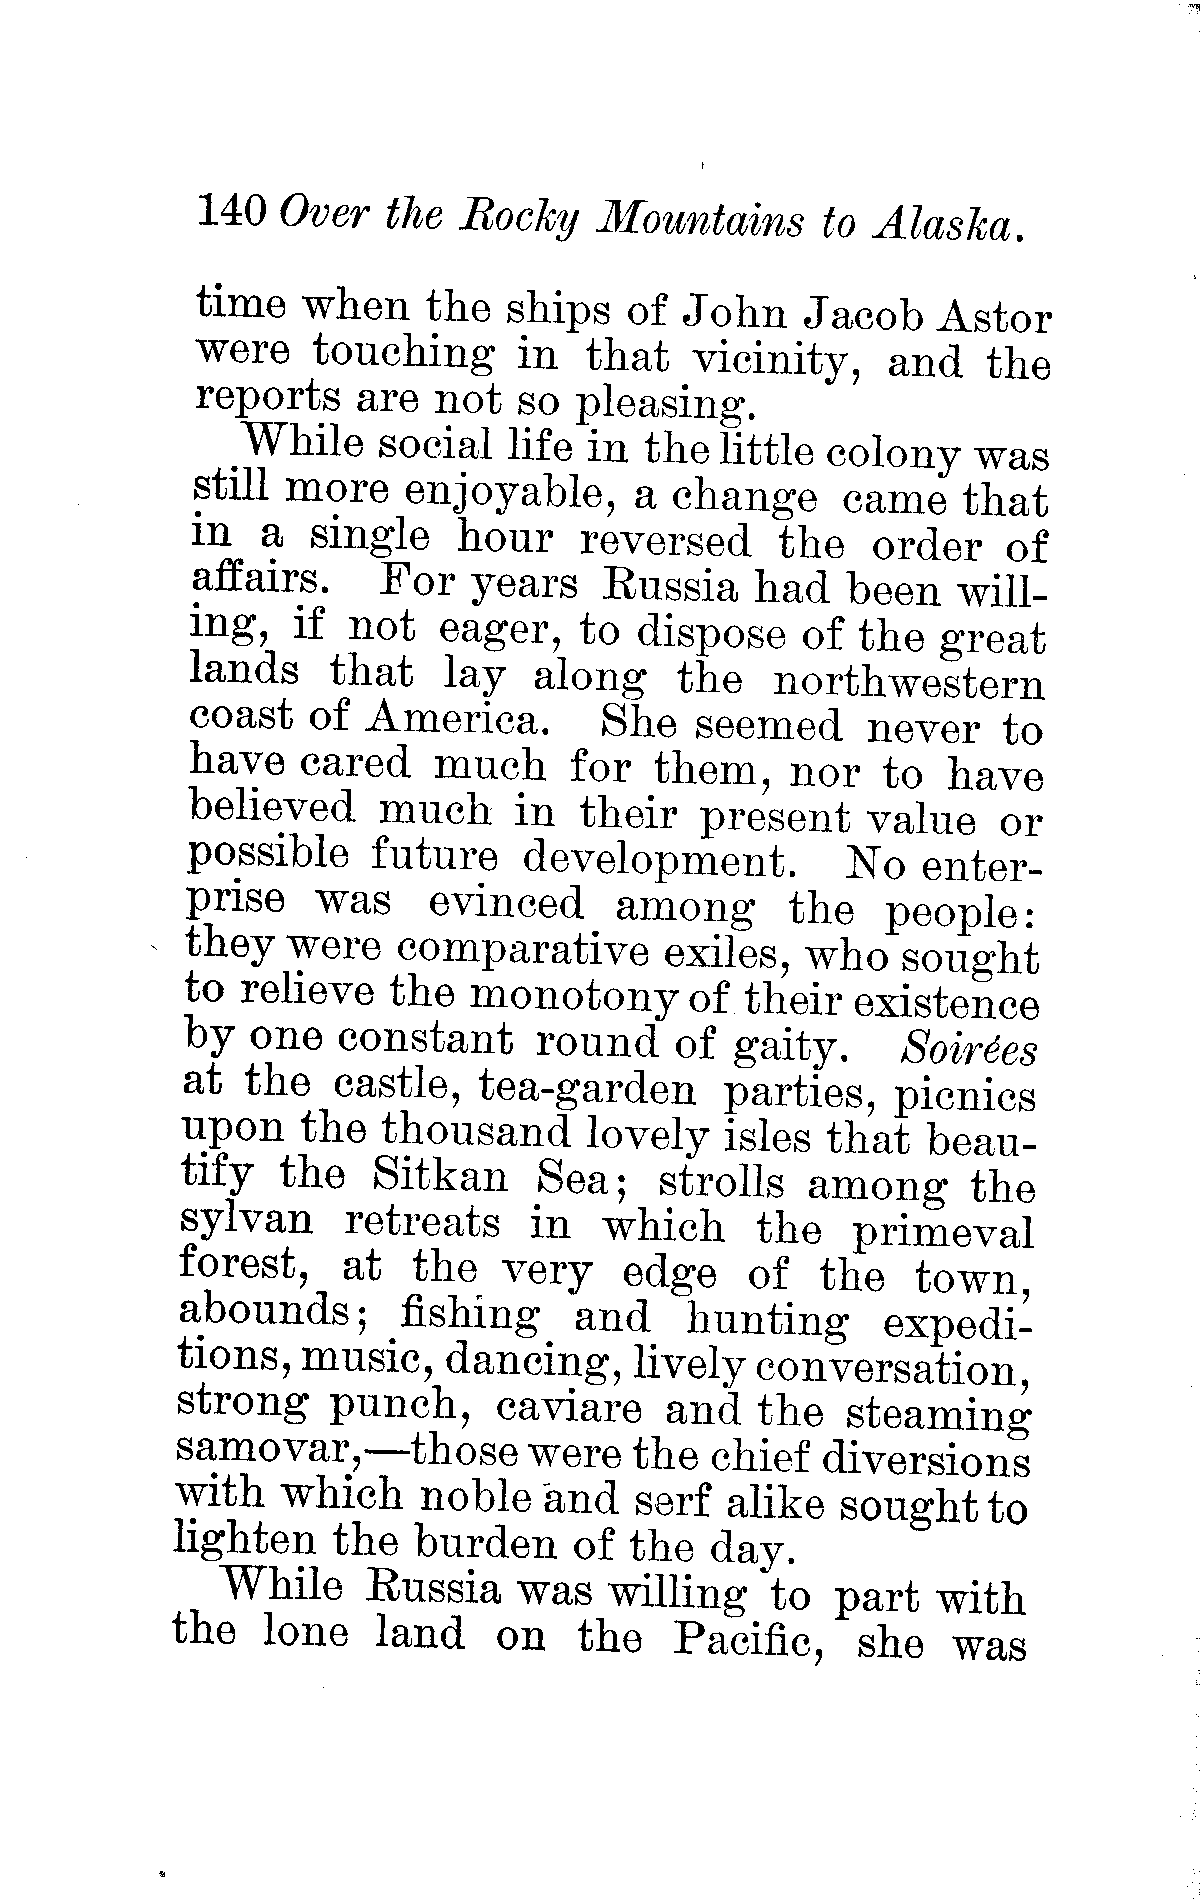 140 Over the Rocky Mountains to Alaska.
time when the ships of John Jacob Astor
were touching in that vicinity, and the
reports are not so pleasing.
While social life in the little colony was
still more enjoyable, a change came that
in a single hour reversed the order of
affairs. For years Russia had been will-
ing, if not eager, to dispose of the great
lands that lay along the northwestern
coast of America. She seemed never to
have cared much for them, nor to have
believed much in their present value or
possible future development. No enter-
prise was evinced among the people:
they were comparative exiles, who sought
to relieve the monotony of their existence
by one constant round of gaity. Soirées
at the castle, tea-garden parties, picnics
upon the thousand lovely isles that beau-
tify the Sitkan Sea; strolls among the
sylvan retreats in which the primeval
forest, at the very edge of the town,
abounds; fishing and hunting expedi-
tions, music, dancing, lively conversation,
strong punch, caviare and the steaming
samovar,—those were the chief diversions
with which noble and serf alike sought to
lighten the burden of the day.
While Russia was willing to part with
the lone land on the Pacific, she was